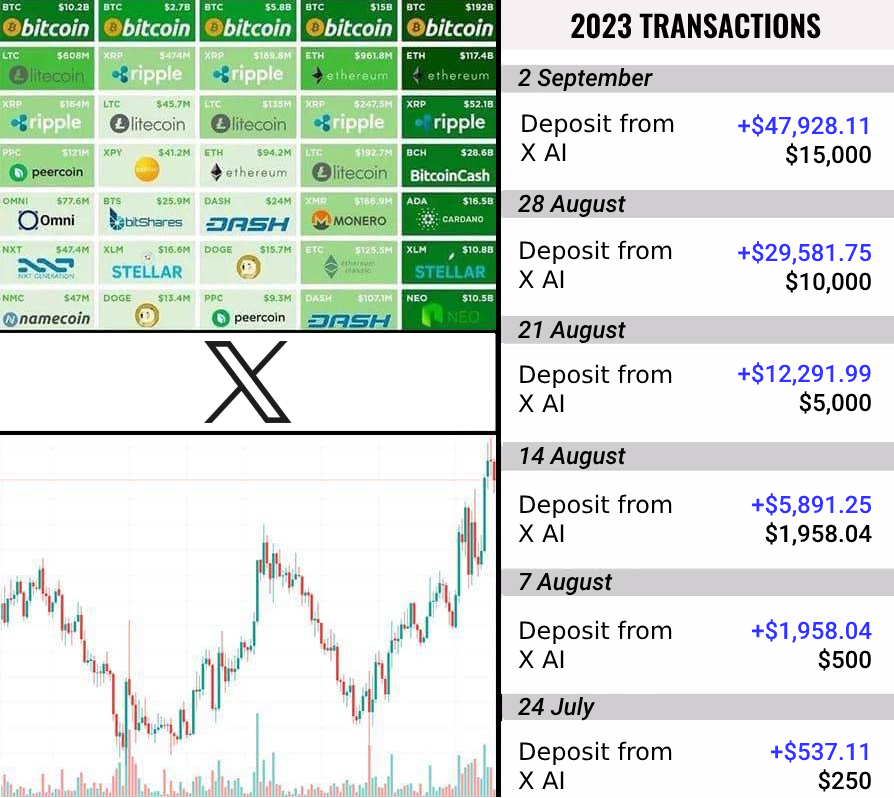 BTC $10.2B BTC $2.7B BTC $5.8B BTC $15B BTC $192B
bitcoin bitcoin bitcoin bitcoin bitcoin
LTC $608M XRP $474M XRP $169.8M ETH $961.8M ETH $117.4B
litecoin ripple ripple ethereum ethereum
XRP $164M LTC $45.7M LTC $135M XRP $247.5M XRP $52.1B
ripple litecoin litecoin ripple ripple
PPC $121M XPY $41.2M ETH $94.2M LTC $192.7M BCH $28.6B
peercoin ethereum litecoin BitcoinCash
OMNI $77.6M BTS $25.9M DASH $24M XMR $166.9M ADA $16.5B
Omni bitShares DASH MONERO CARDANO
NXT $47.4M XLM $16.6M DOGE $15.7M ETC $125.5M XLM $10.8B
NXT GENERATION STELLAR ethereum classic STELLAR
NMC $47M DOGE $13.4M PPC $9.3M DASH $107.1M NEO $10.5B
namecoin peercoin DASH NEO
X
2023 TRANSACTIONS
2 September
Deposit from +$47,928.11
X AI $15,000
28 August
Deposit from +$29,581.75
X AI $10,000
21 August
Deposit from +$12,291.99
X AI $5,000
14 August
Deposit from +$5,891.25
X AI $1,958.04
7 August
Deposit from +$1,958.04
X AI $500
24 July
Deposit from +$537.11
X AI $250